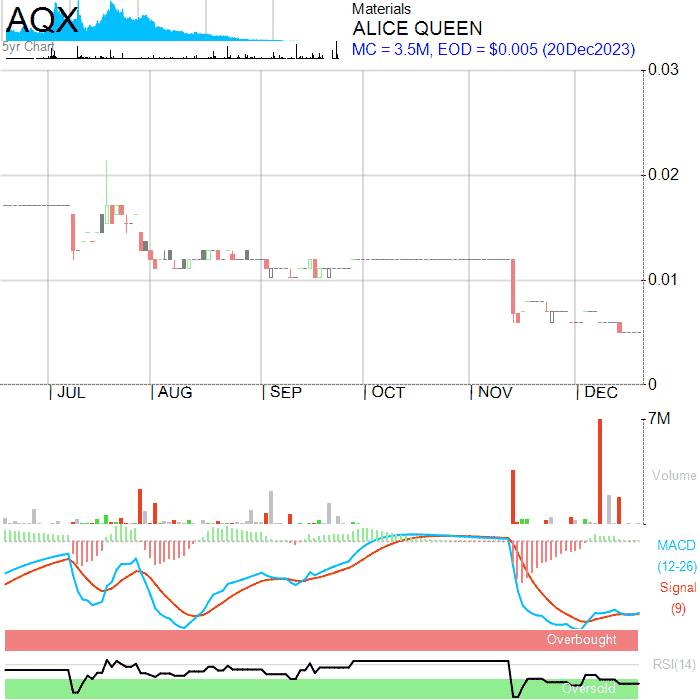 AQX
5yr Chart
Materials
ALICE QUEEN
MC = 3.5M, EOD = $0.005 (20Dec2023)
0.03
0.02
0.01
0
JUL AUG SEP OCT NOV DEC
7M
Volume
MACD
(12-26)
Signal
(9)
Overbought
RSI(14)
Oversold